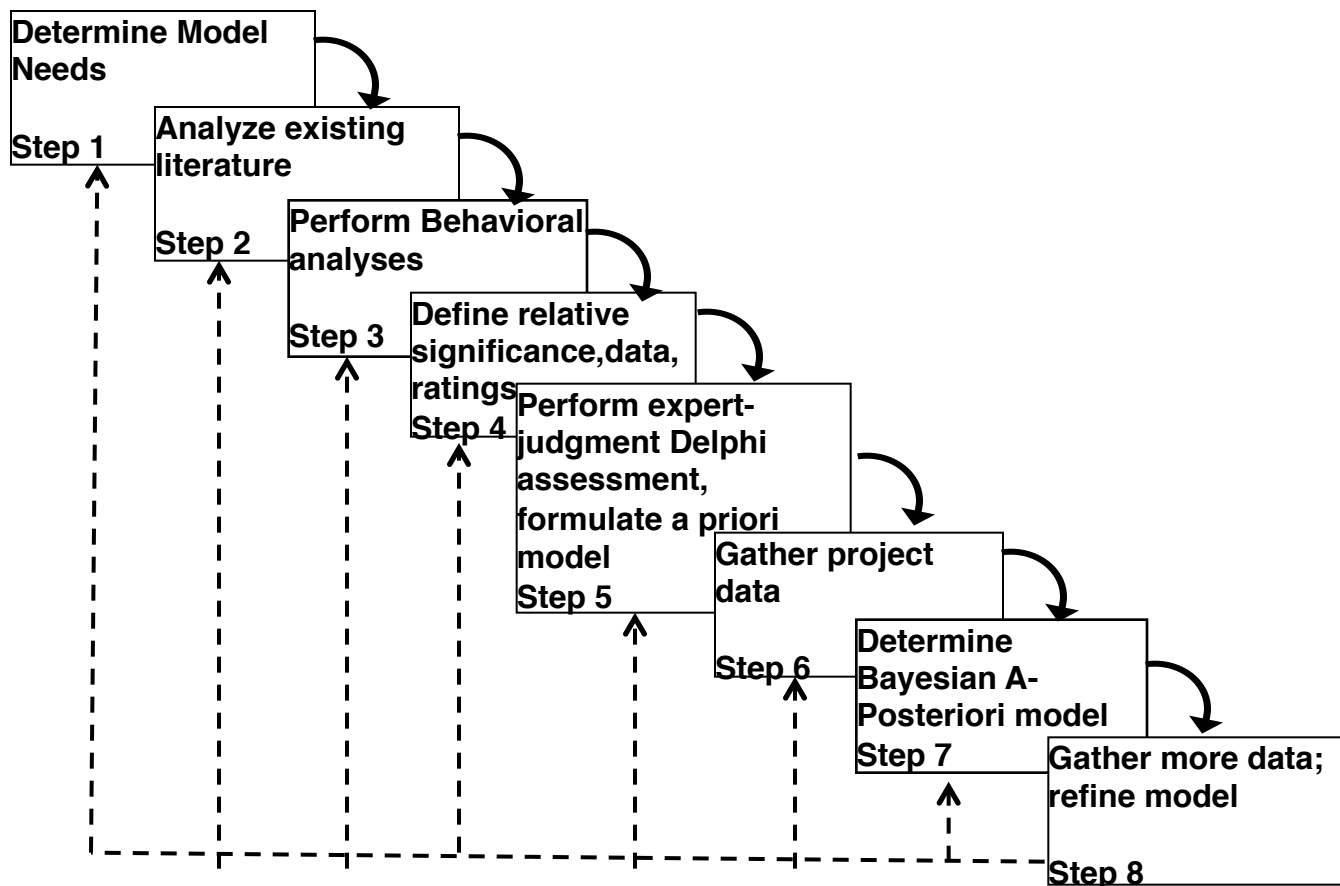 Determine Model
Needs
Step 1
Analyze existing
literature
Step 2
Perform Behavioral
analyses
Step 3
Define relative
significance,data,
ratings
Step 4
Perform expert-
judgment Delphi
assessment,
formulate a priori
model
Step 5
Gather project
data
Step 6
Determine
Bayesian A-
Posteriori model
Step 7
Gather more data;
refine model
Step 8